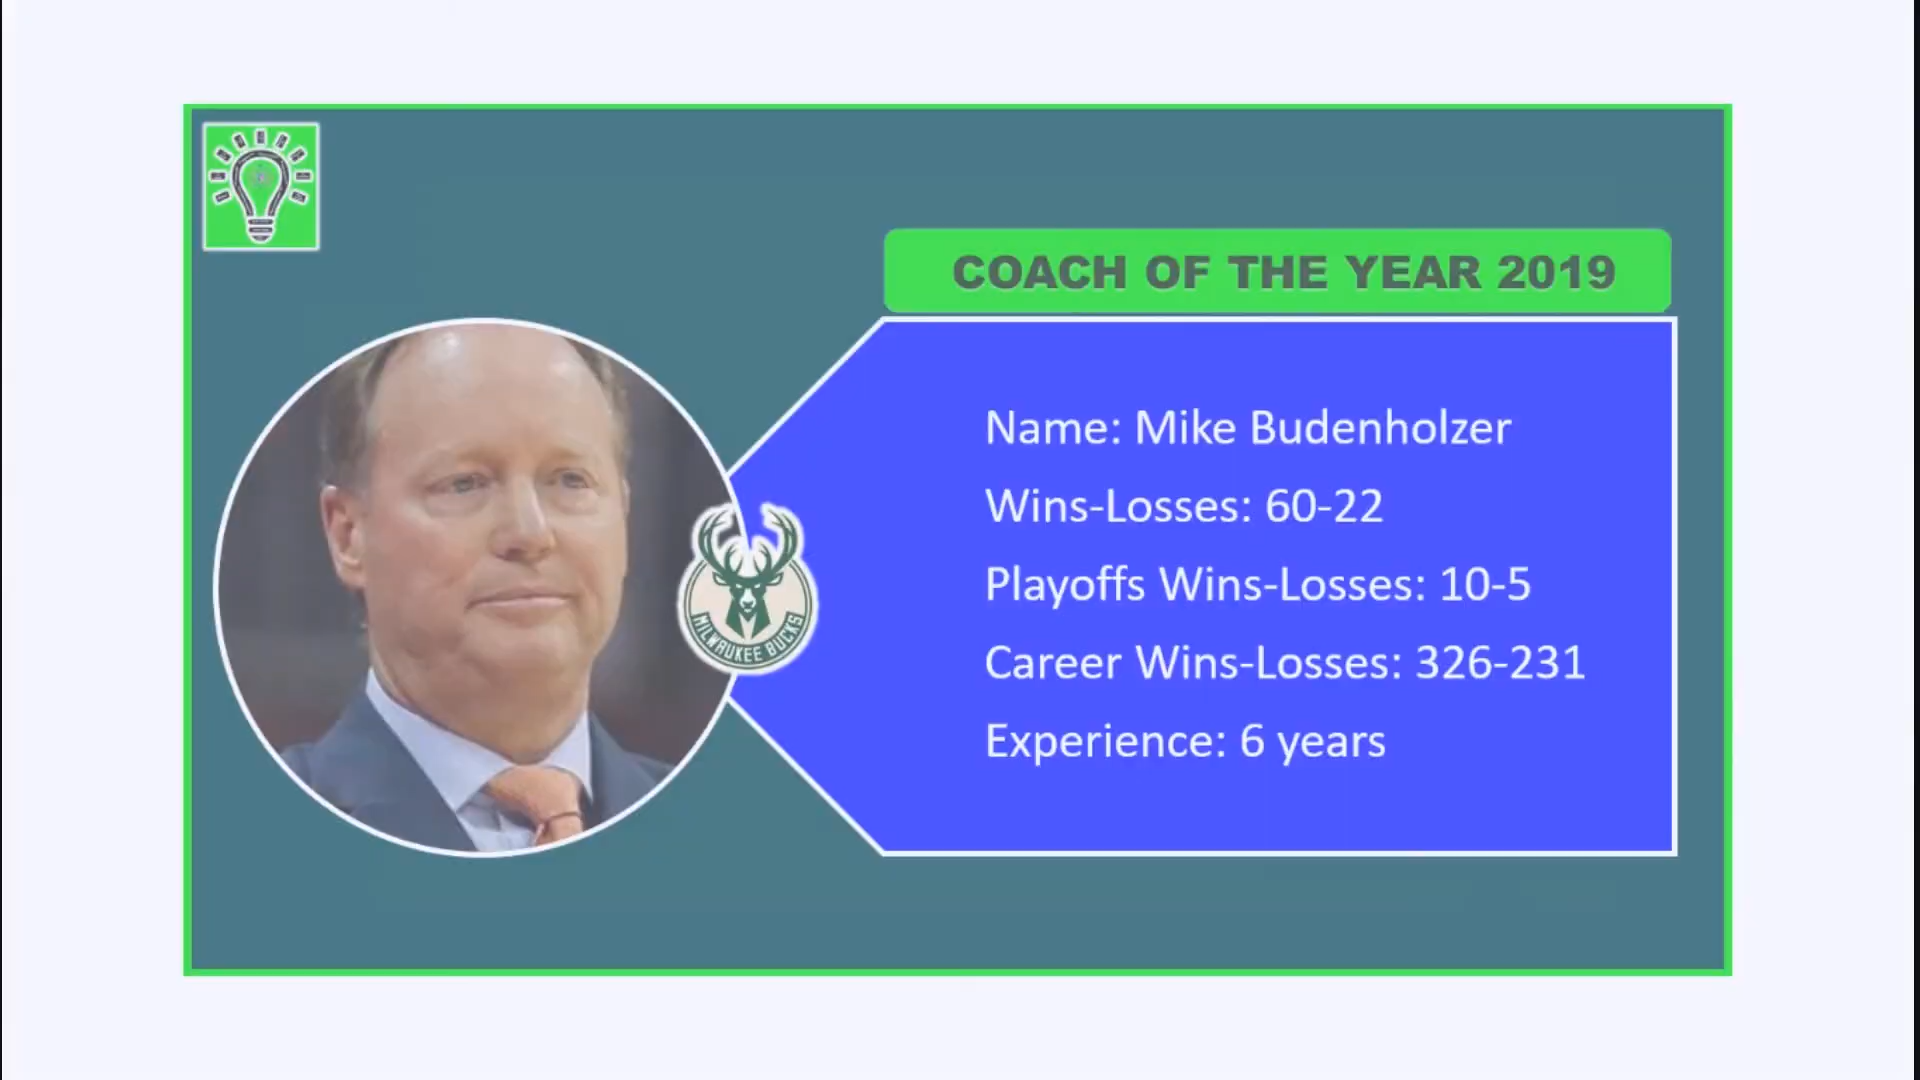 COACH OF THE YEAR 2019
Name: Mike Budenholzer
Wins-Losses: 60-22
Playoffs Wins-Losses: 10-5
Career Wins-Losses: 326-231
Experience: 6 years
MILWAUKEE BUCKS